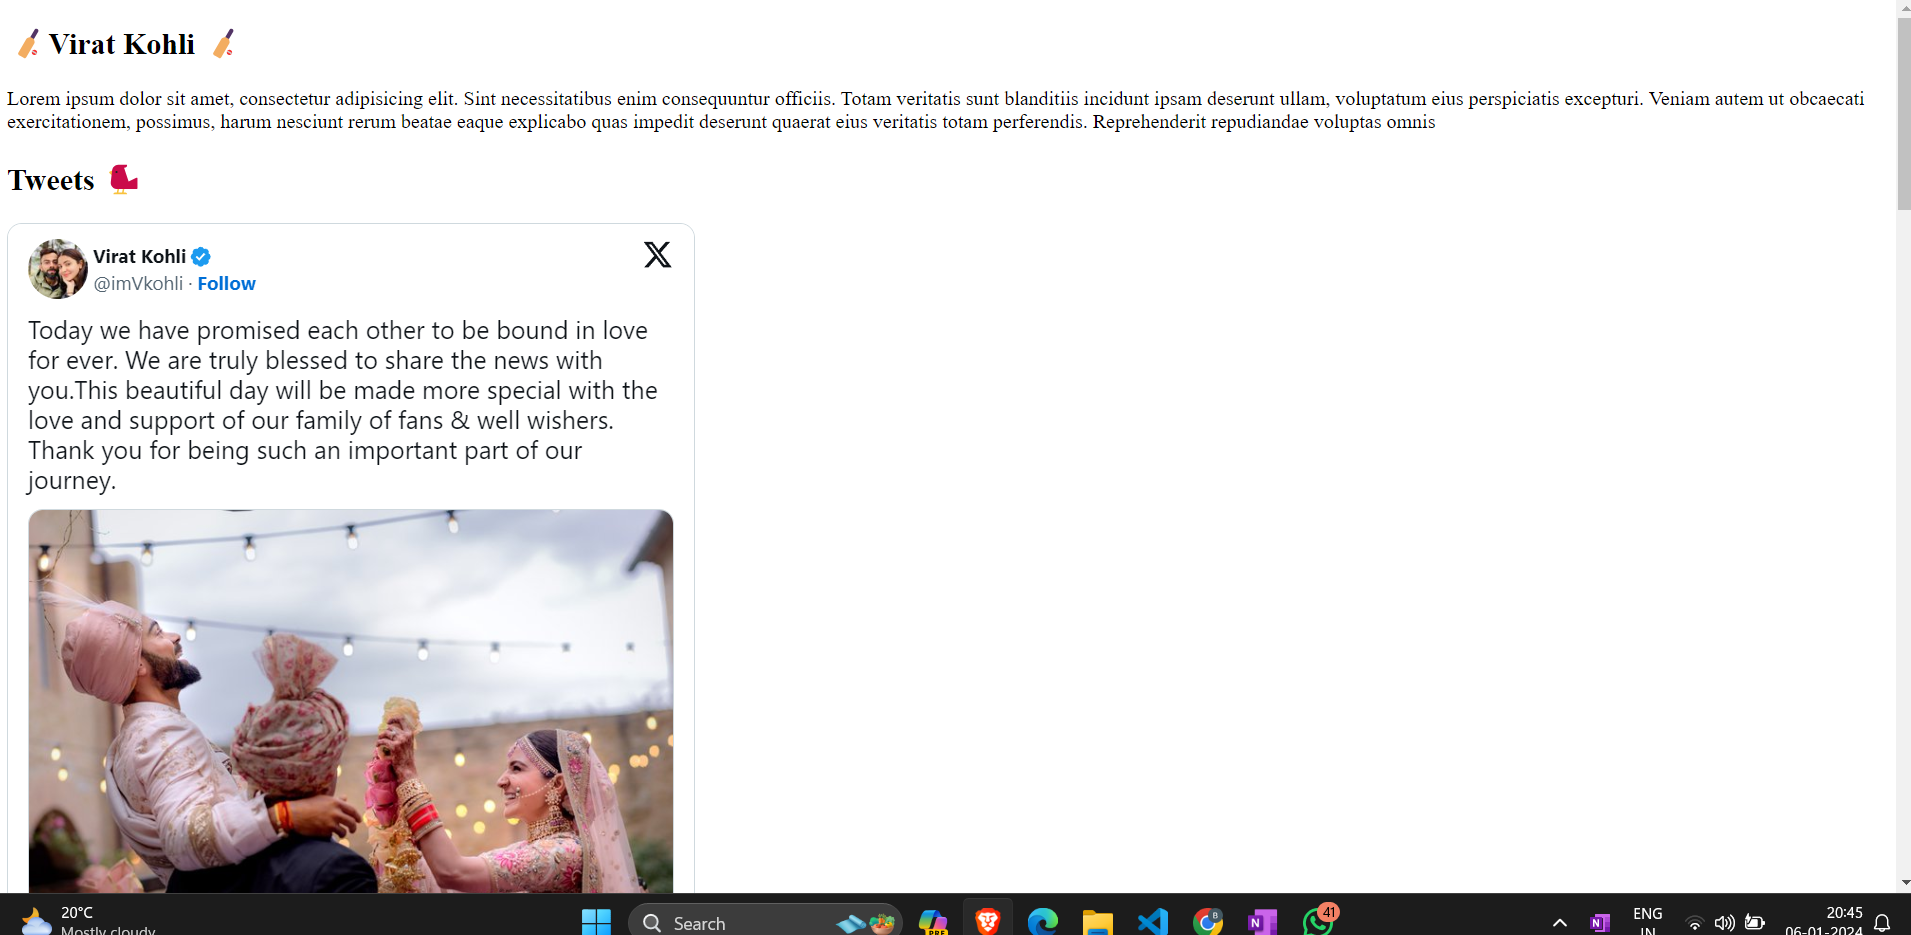 Virat Kohli
Lorem ipsum dolor sit amet, consectetur adipisicing elit. Sint necessitatibus enim consequuntur officiis. Totam veritatis sunt blanditiis incidunt ipsam deserunt ullam, voluptatum eius perspiciatis excepturi. Veniam autem ut obcaecati
exercitationem, possimus, harum nesciunt rerum beatae eaque explicabo quas impedit deserunt quaerat eius veritatis totam perferendis. Reprehenderit repudiandae voluptas omnis
Tweets
Virat Kohli
@imVkohli · Follow
Today we have promised each other to be bound in love
for ever. We are truly blessed to share the news with
you.This beautiful day will be made more special with the
love and support of our family of fans & well wishers.
Thank you for being such an important part of our
journey.
20°C
Mostly cloudy
Search
PRE
B
N
41
N
ENG
IN
20:45
06-01-2024